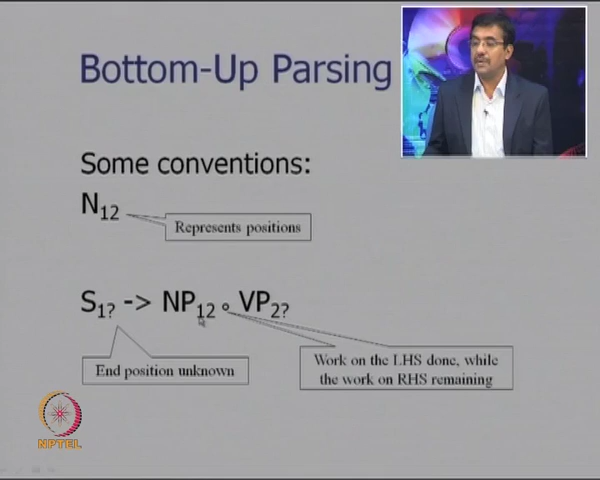 Bottom-Up Parsing
Some conventions:
N12
Represents positions
S1? -> NP12 ∘ VP2?
End position unknown
Work on the LHS done, while
the work on RHS remaining
NPTEL